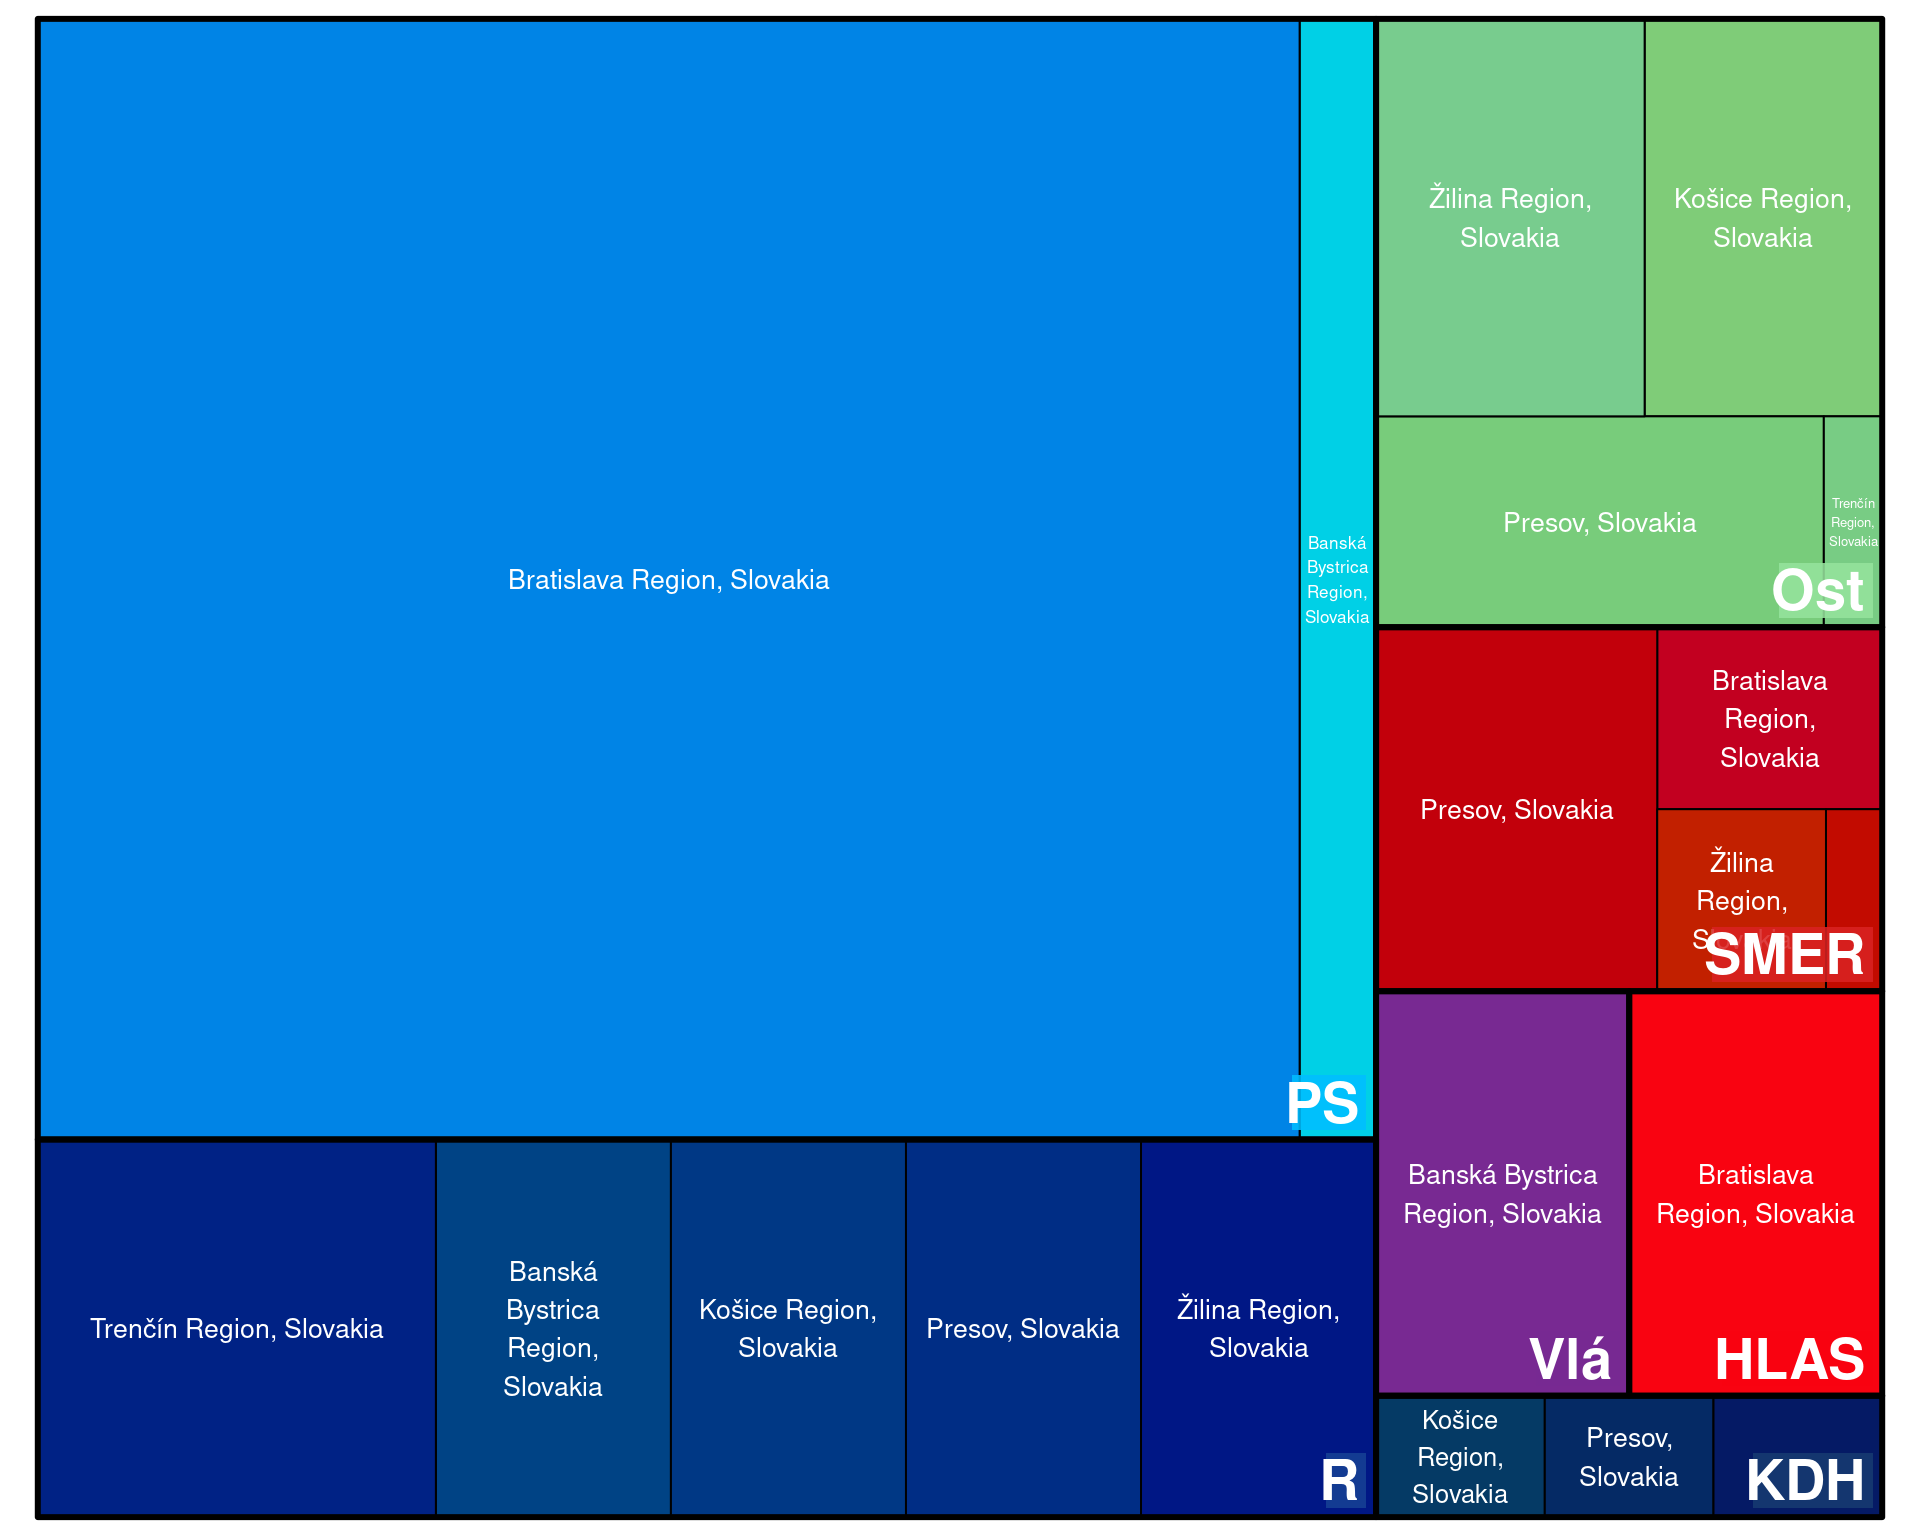 Bratislava Region, Slovakia
Banská
Bystrica
Region,
Slovakia
PS
Trenčín Region, Slovakia
Banská
Bystrica
Region,
Slovakia
Košice Region,
Slovakia
Presov, Slovakia
Žilina Region,
Slovakia
R
Žilina Region,
Slovakia
Košice Region,
Slovakia
Presov, Slovakia
Trenčín
Region,
Slovakia
Ost
Presov, Slovakia
Bratislava
Region,
Slovakia
Žilina
Region,
SMER
Banská Bystrica
Region, Slovakia
Vlá
Bratislava
Region, Slovakia
HLAS
Košice
Region,
Slovakia
Presov,
Slovakia
KDH